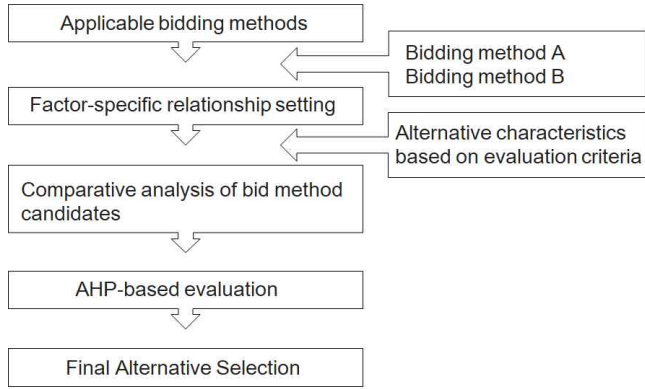 Applicable bidding methods
Bidding method A
Bidding method B
Factor-specific relationship setting
Alternative characteristics
based on evaluation criteria
Comparative analysis of bid method
candidates
AHP-based evaluation
Final Alternative Selection